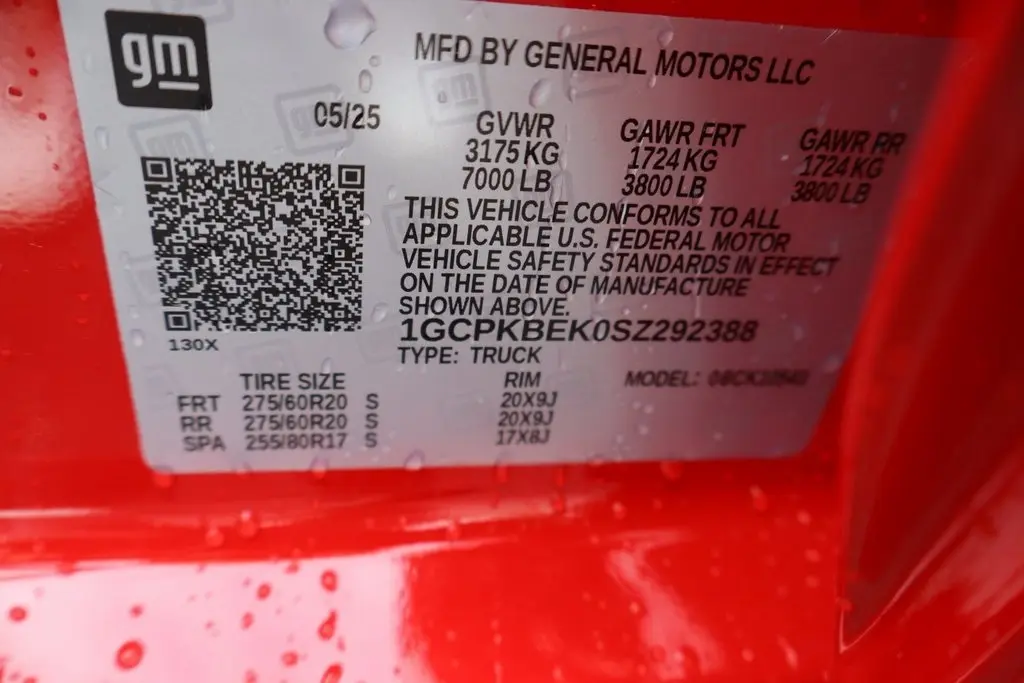 gm
MFD BY GENERAL MOTORS LLC
05/25
GVWR GAWR FRT GAWR RR
3175 KG 1724 KG 1724 KG
7000 LB 3800 LB 3800 LB
THIS VEHICLE CONFORMS TO ALL
APPLICABLE U.S. FEDERAL MOTOR
VEHICLE SAFETY STANDARDS IN EFFECT
ON THE DATE OF MANUFACTURE
SHOWN ABOVE.
1GCPKBEK0SZ292388
130X
TYPE: TRUCK
TIRE SIZE RIM MODEL:
FRT 275/60R20 S 20X9J
RR 275/60R20 S 20X9J
SPA 255/80R17 S 17X8J